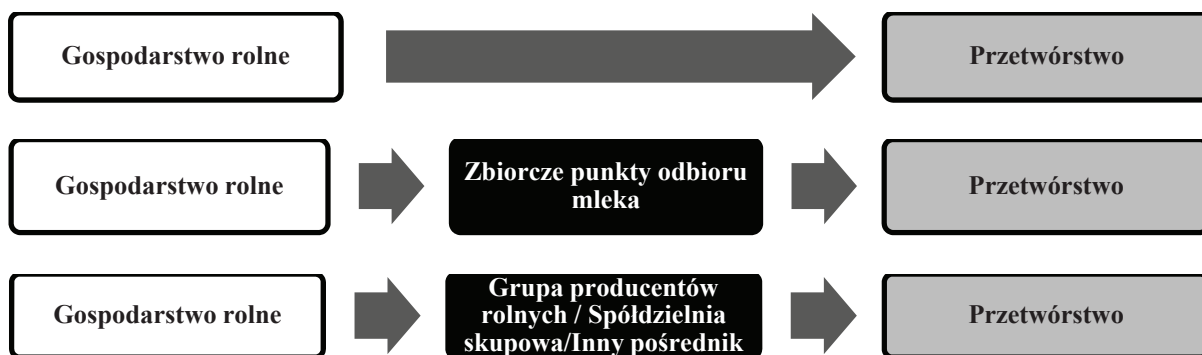 Gospodarstwo rolne
Przetwórstwo
Gospodarstwo rolne
Zbiorcze punkty odbioru
mleka
Przetwórstwo
Gospodarstwo rolne
Grupa producentów
rolnych / Spółdzielnia
skupowa/Inny pośrednik
Przetwórstwo